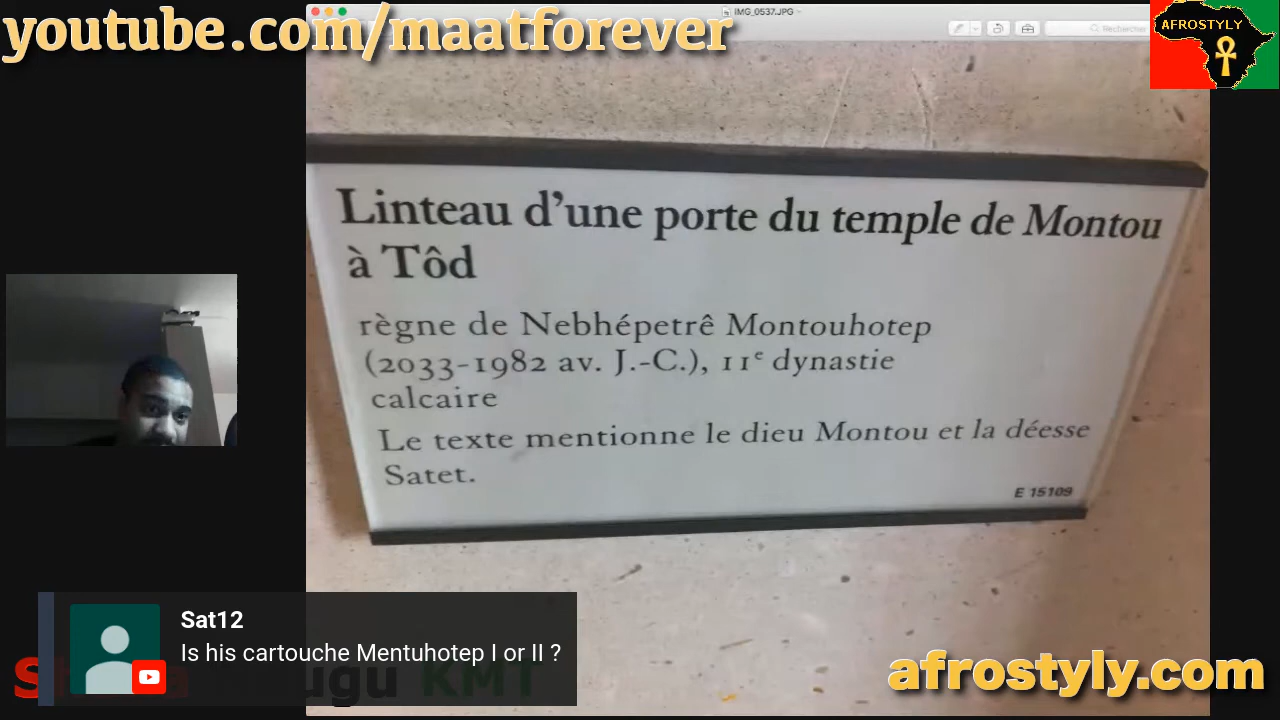 youtube.com/maatforever
IMG_0537.JPG
Rechercher
AFROSTYLY
Linteau d'une porte du temple de Montou
à Tôd
règne de Nebhépetrê Montouhotep
(2033-1982 av. J.-C.), 11e dynastie
calcaire
Le texte mentionne le dieu Montou et la déesse
Satet.
E 15109
Sat12
Is his cartouche Mentuhotep I or II ?
KMT
afrostyly.com